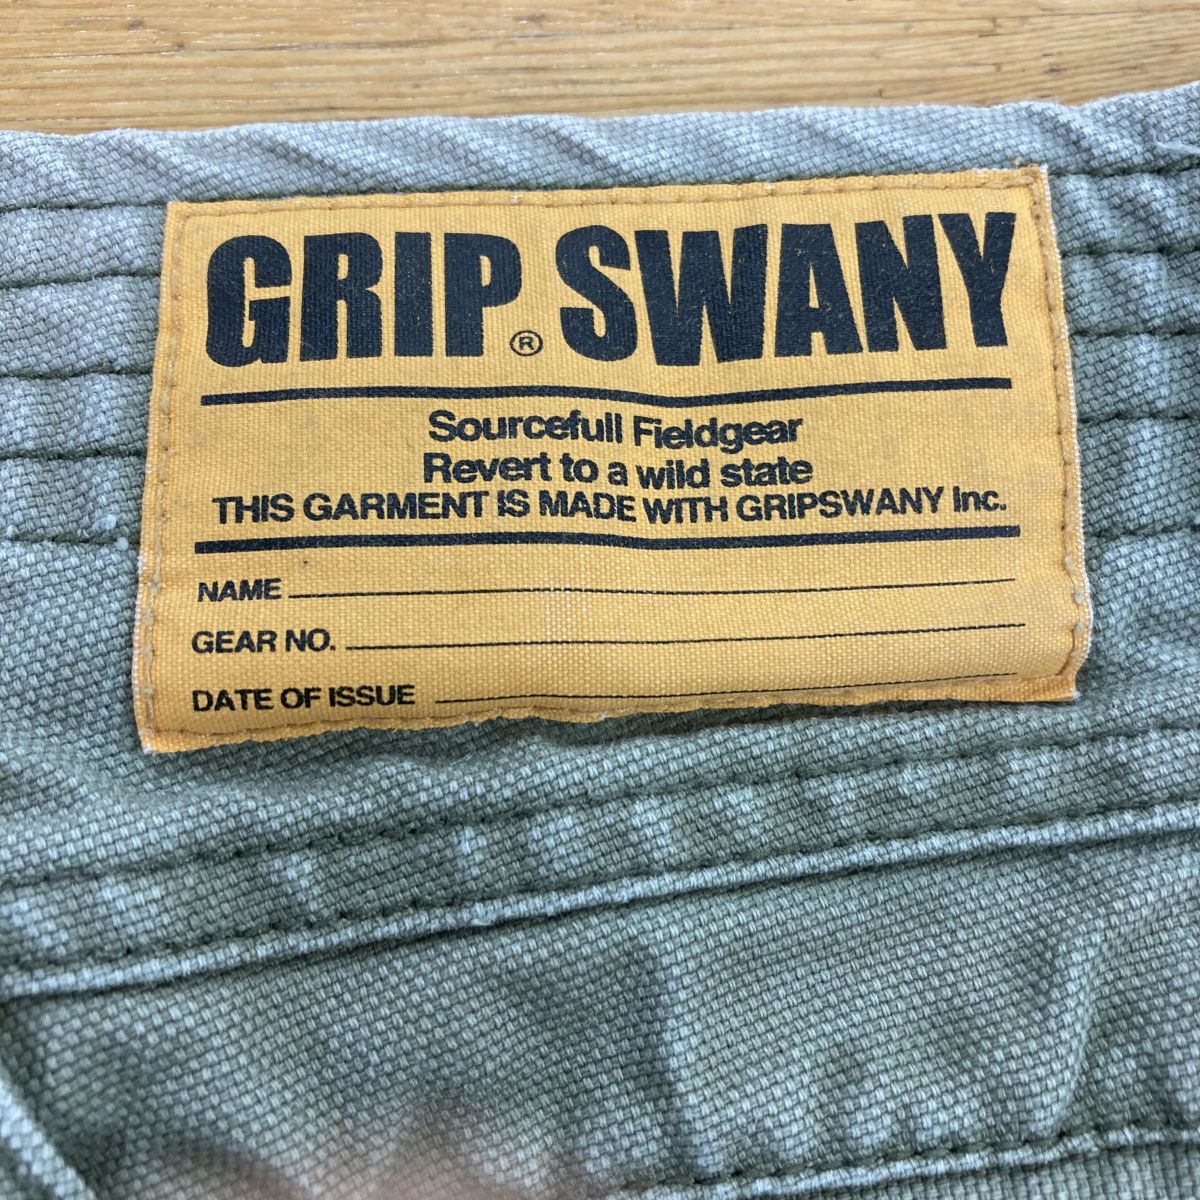 GRIP® SWANY
Sourcefull Fieldgear
Revert to a wild state
THIS GARMENT IS MADE WITH GRIPSWANY Inc.
NAME
GEAR NO.
DATE OF ISSUE